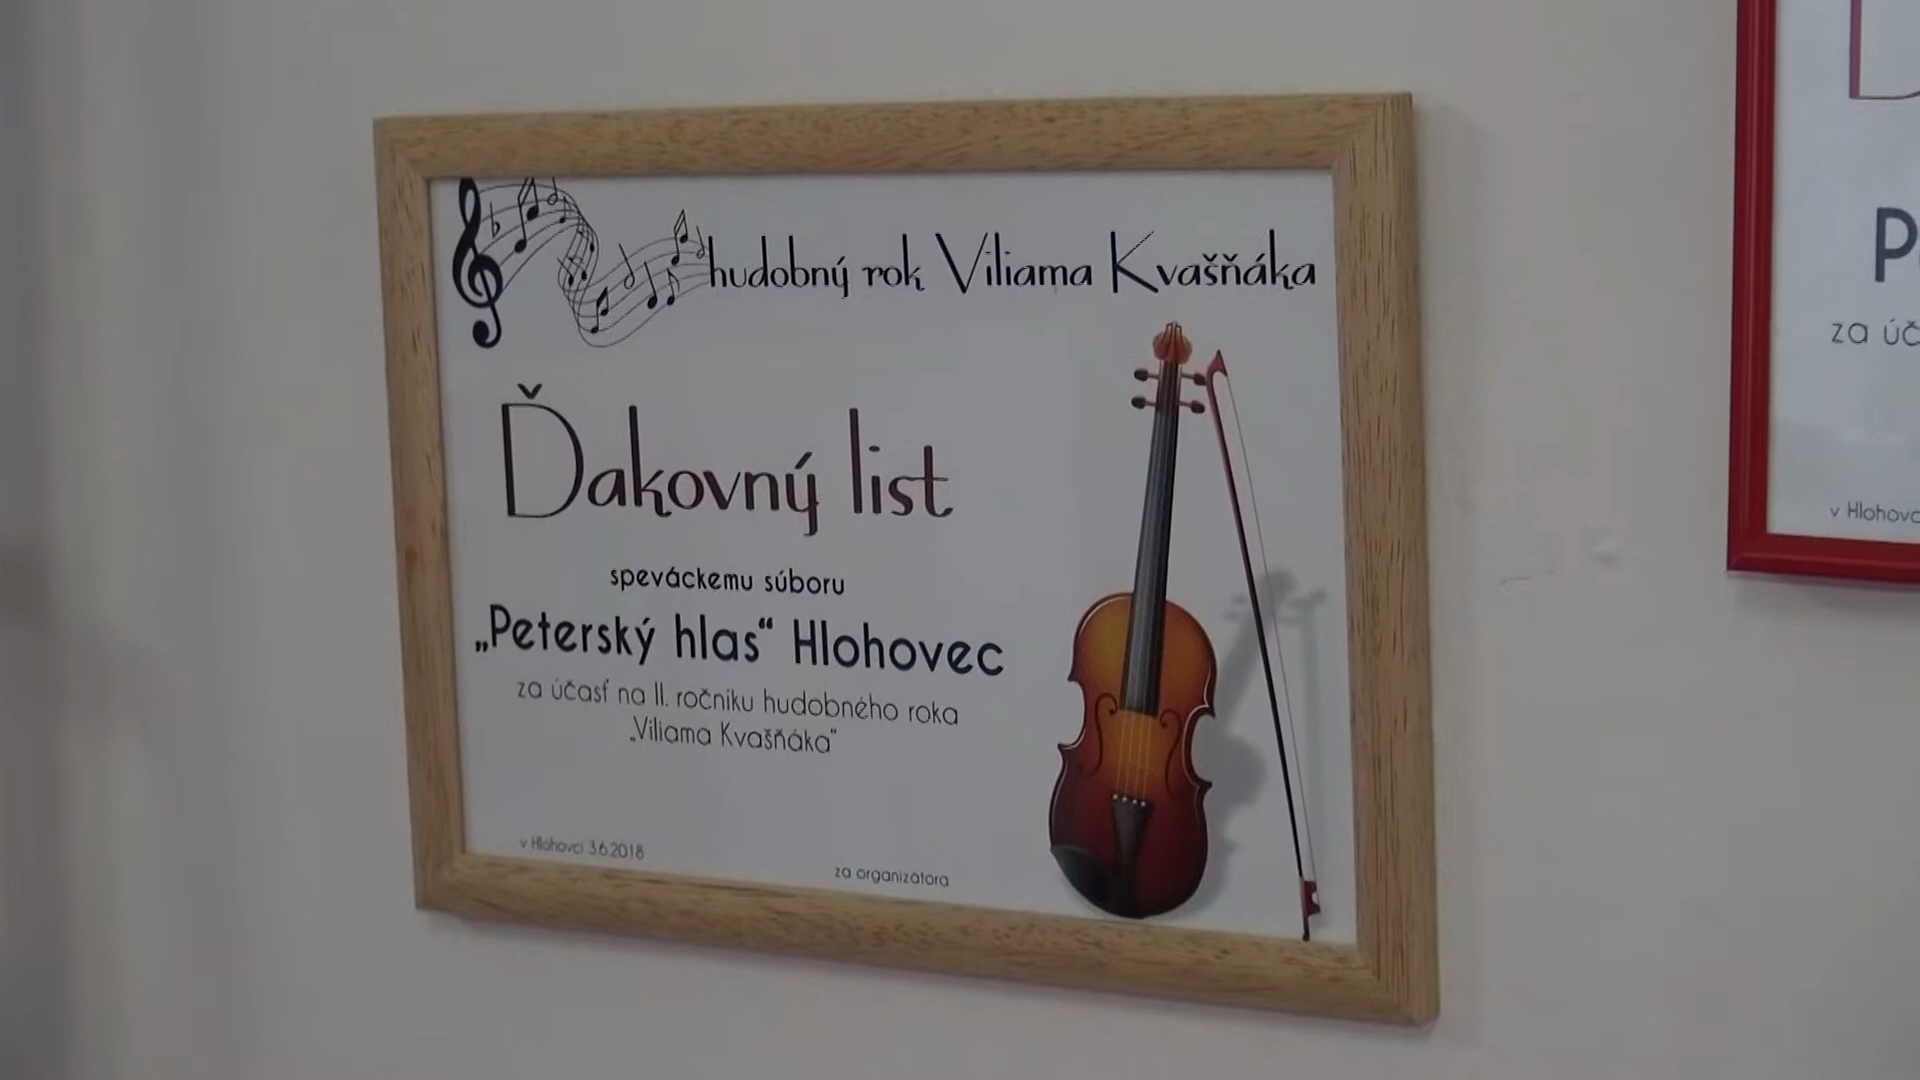 hudobný rok Viliama Kvašňáka
Ďakovný list
speváckemu súboru
„Peterský hlas“ Hlohovec
za účasť na II. ročníku hudobného roka
„Viliama Kvašňáka“
v Hlohovci 3.6.2018
za organizátora
za úč
v Hlohovc